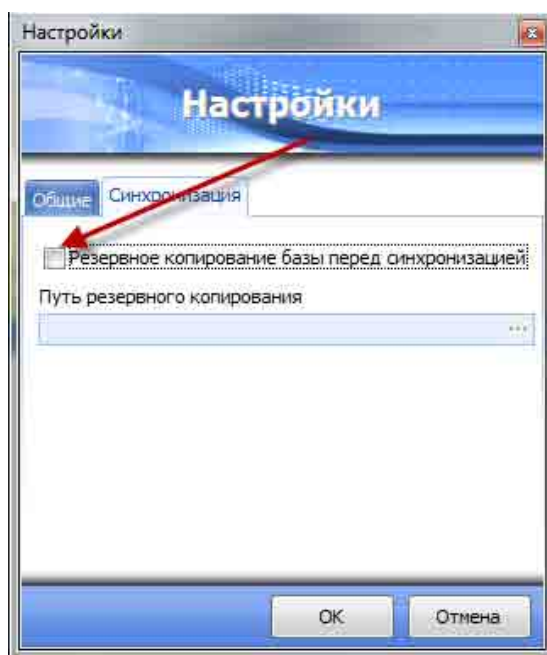 Настройки
Настройки
Общие Синхронизация
Резервное копирование базы перед синхронизацией
Путь резервного копирования
...
OK Отмена